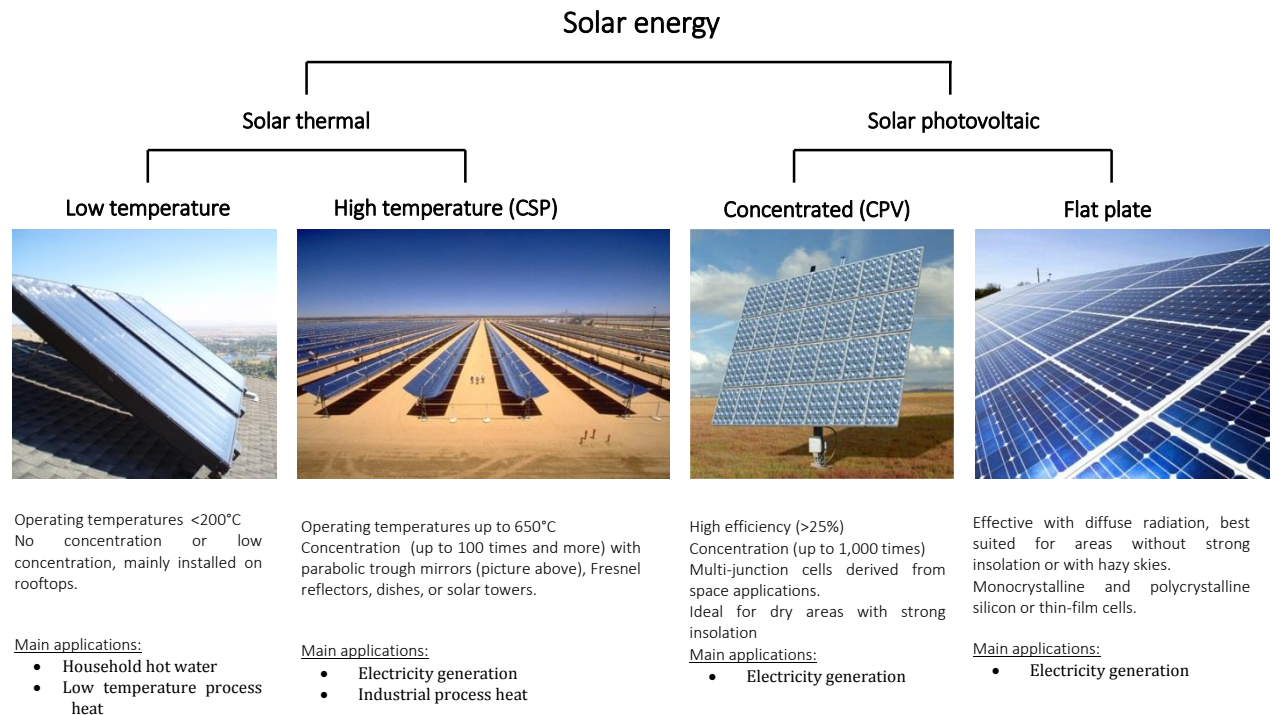 Solar energy
Solar thermal
Solar photovoltaic
Low temperature
High temperature (CSP)
Concentrated (CPV)
Flat plate
Operating temperatures <200°C
No concentration or low
concentration, mainly installed on
rooftops.
Main applications:
• Household hot water
• Low temperature process
heat
Operating temperatures up to 650°C
Concentration (up to 100 times and more) with
parabolic trough mirrors (picture above), Fresnel
reflectors, dishes, or solar towers.
Main applications:
• Electricity generation
• Industrial process heat
High efficiency (>25%)
Concentration (up to 1,000 times)
Multi-junction cells derived from
space applications.
Ideal for dry areas with strong
insolation
Main applications:
• Electricity generation
Effective with diffuse radiation, best
suited for areas without strong
insolation or with hazy skies.
Monocrystalline and polycrystalline
silicon or thin-film cells.
Main applications:
• Electricity generation